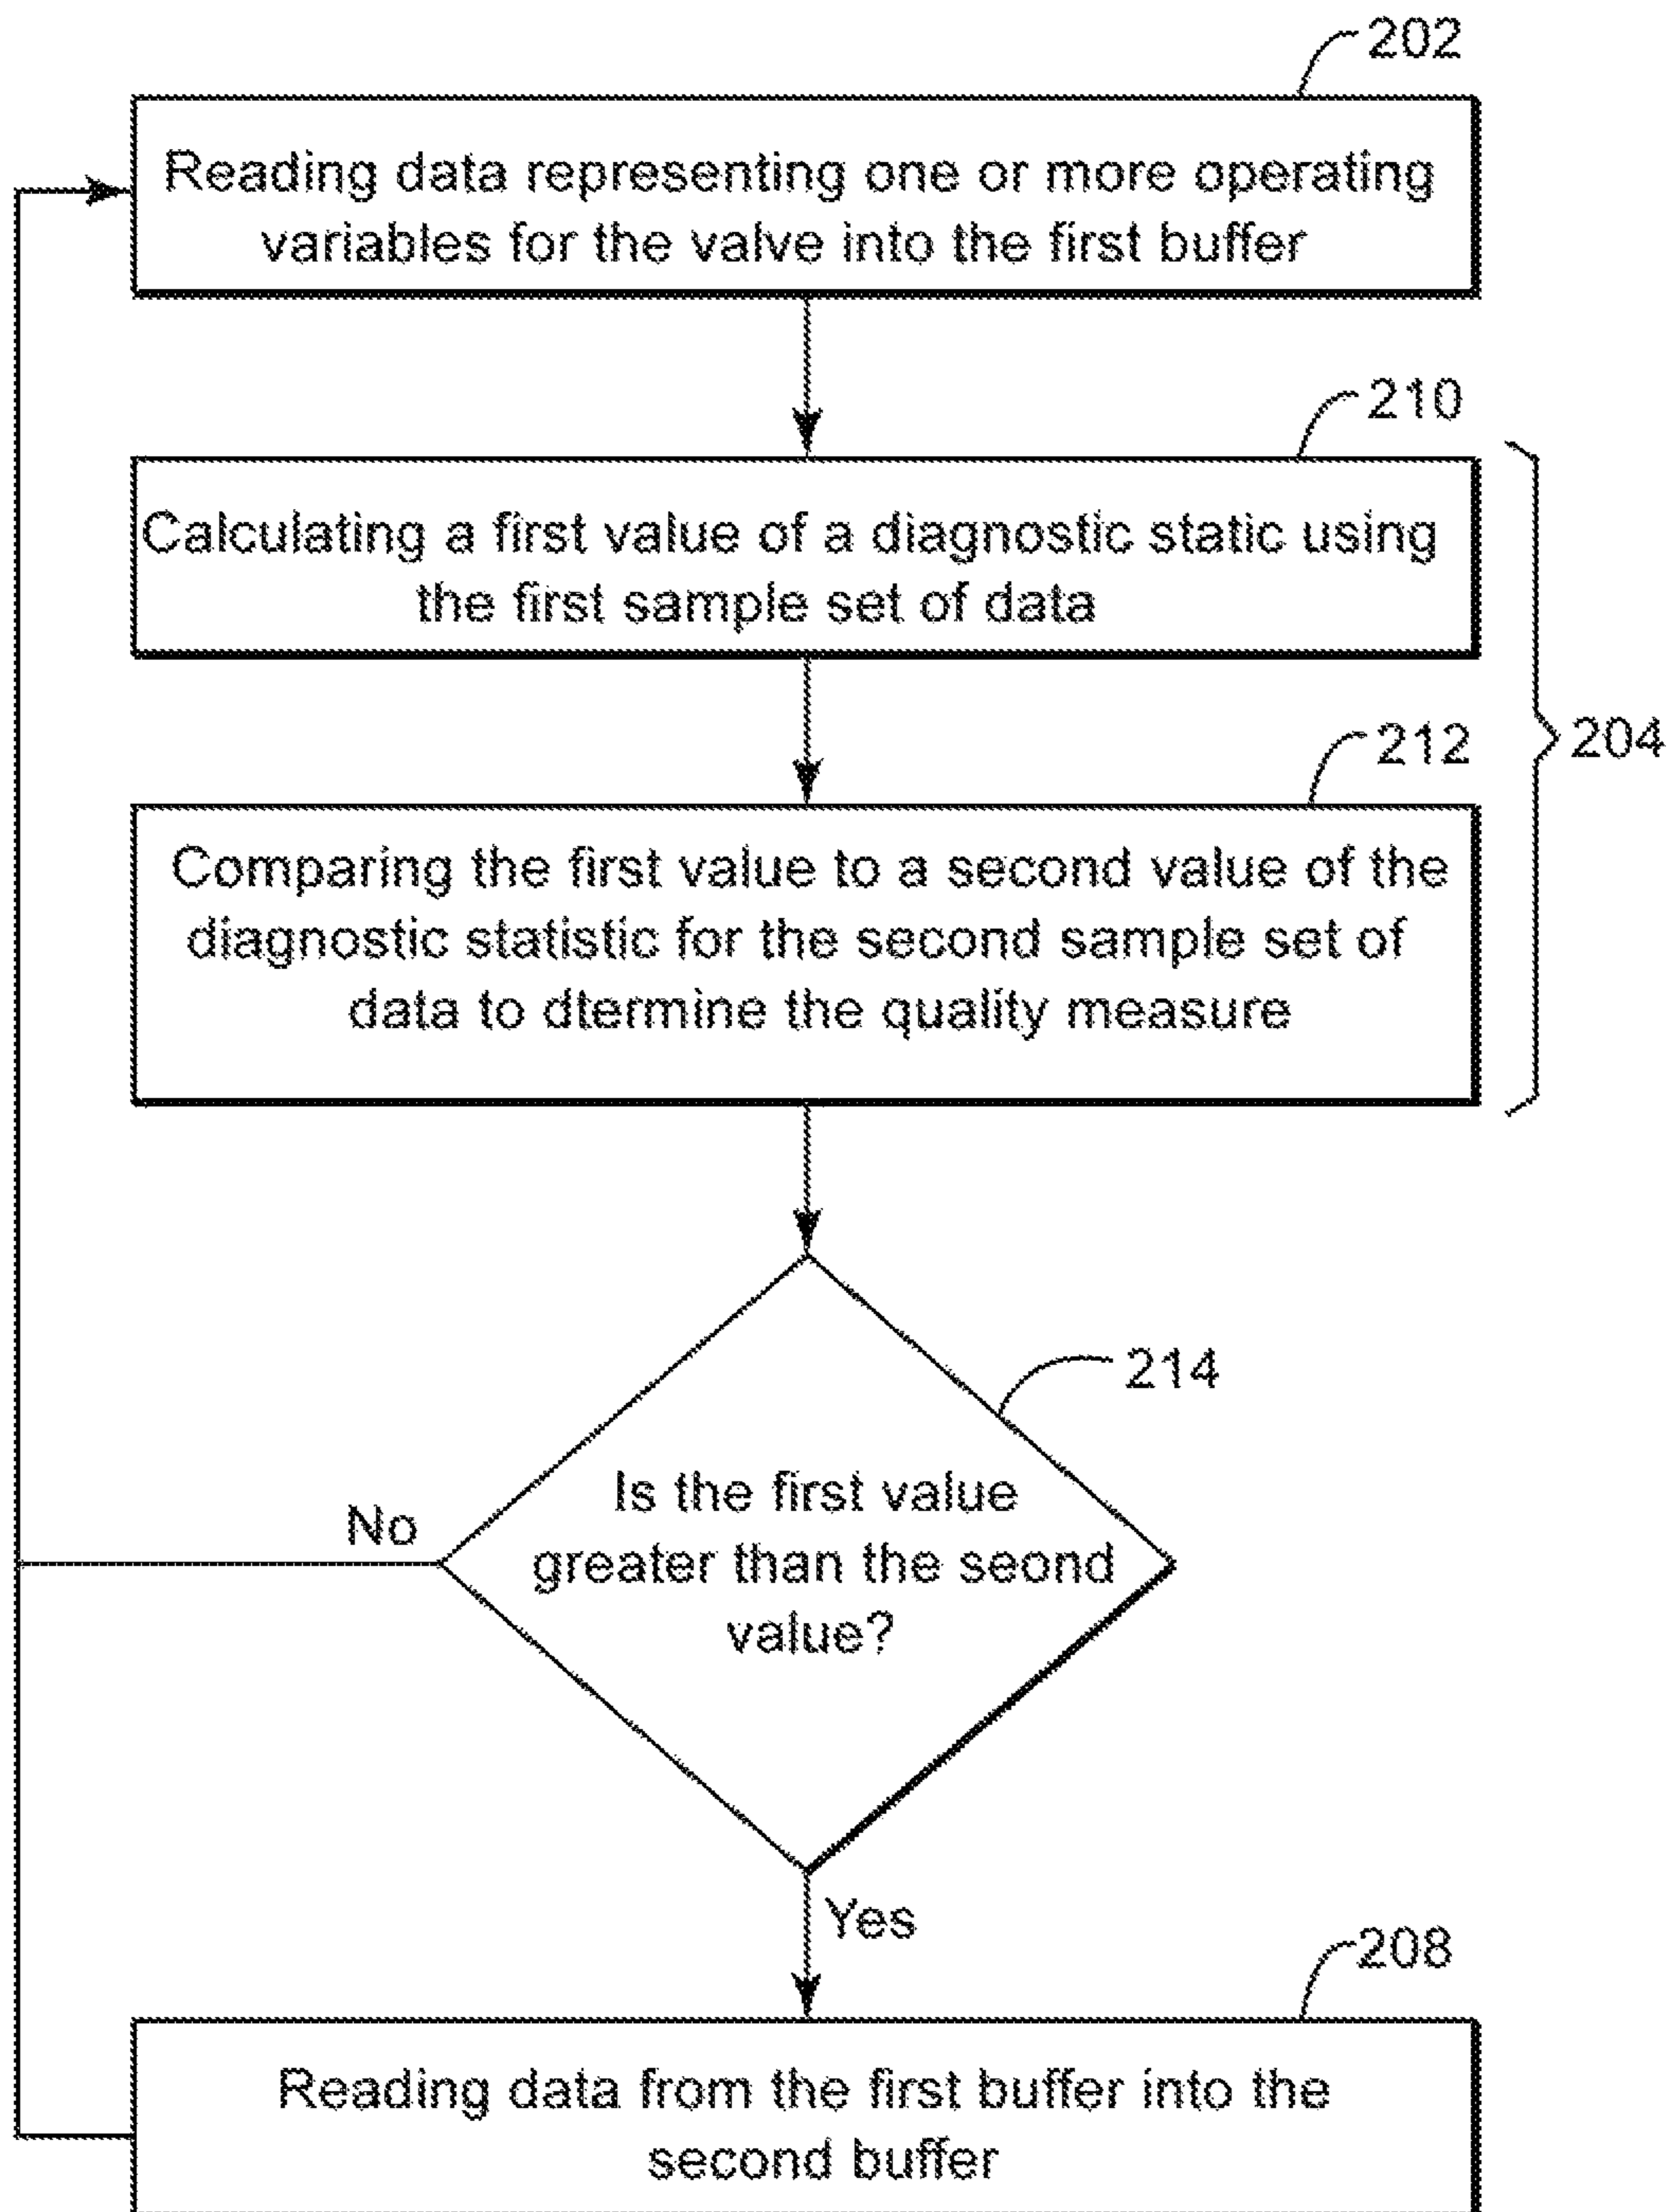 202
Reading data representing one or more operating
variables for the valve into the first buffer
210
Calculating a first value of a diagnostic static using
the first sample set of data
204
212
Comparing the first value to a second value of the
diagnostic statistic for the second sample set of
data to dtermine the quality measure
214
Is the first value
greater than the seond
value?
No
Yes
208
Reading data from the first buffer into the
second buffer